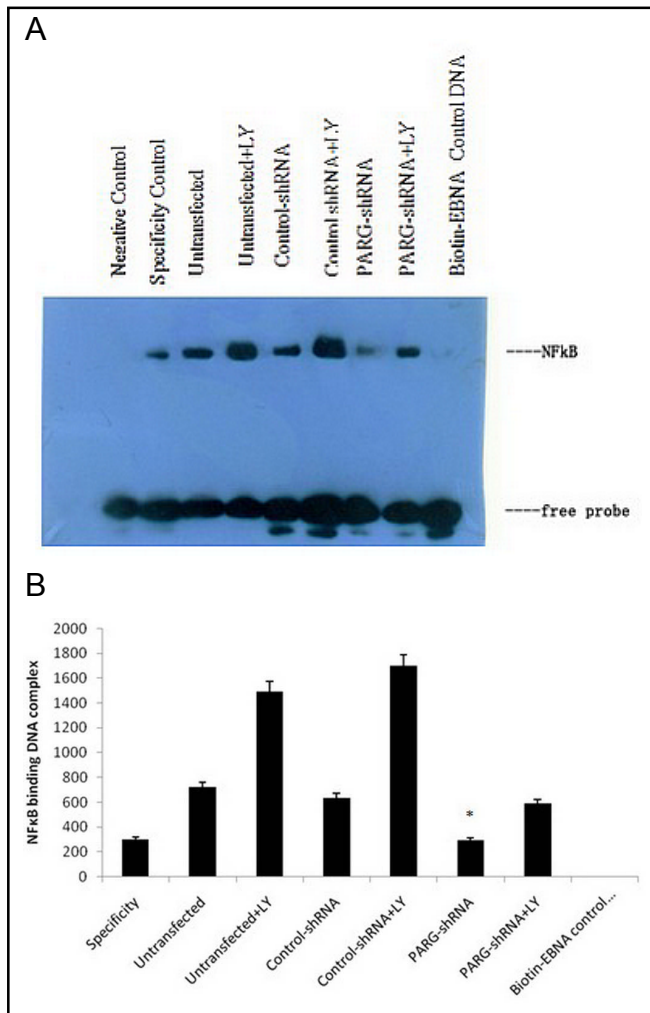 A
Negative Control
Specificity Control
Untransfected
Untransfected+LY
Control-shRNA
Control shRNA+LY
PARG-shRNA
PARG-shRNA+LY
Biotin-EBNA Control DNA
----NFkB
----free probe
B
NFκB binding DNA complex
2000
1800
1600
1400
1200
1000
800
600
400
200
0
*
Specificity
Untransfected
Untransfected+LY
Control-shRNA
Control-shRNA+LY
PARG-shRNA
PARG-shRNA+LY
Biotin-EBNA control...